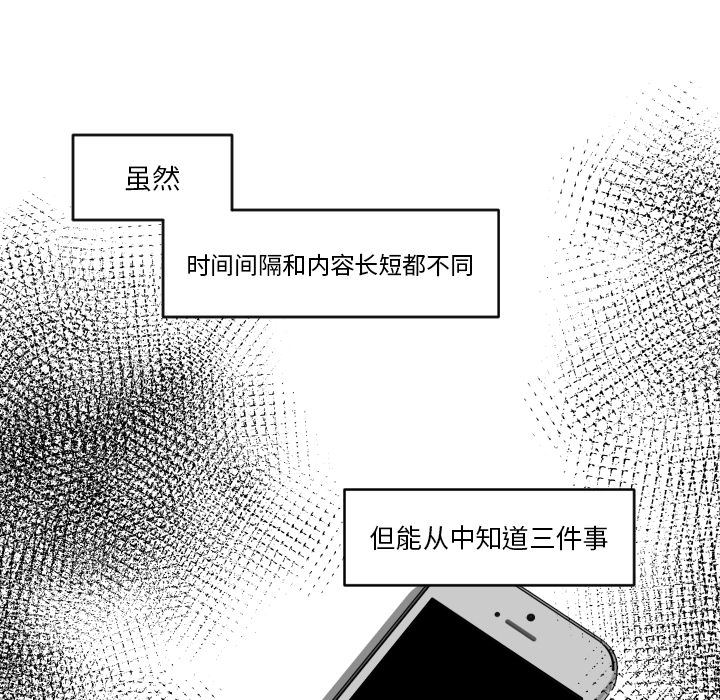 虽然
时间间隔和内容长短都不同
但能从中知道三件事